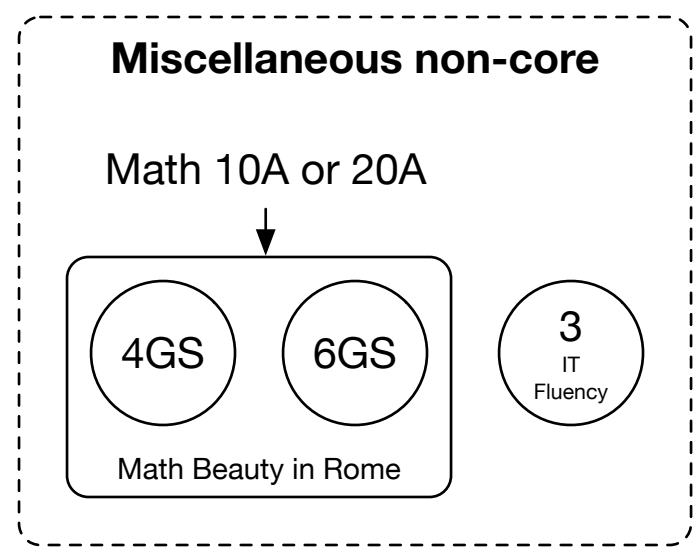 Miscellaneous non-core
Math 10A or 20A
4GS
6GS
Math Beauty in Rome
3
IT
Fluency